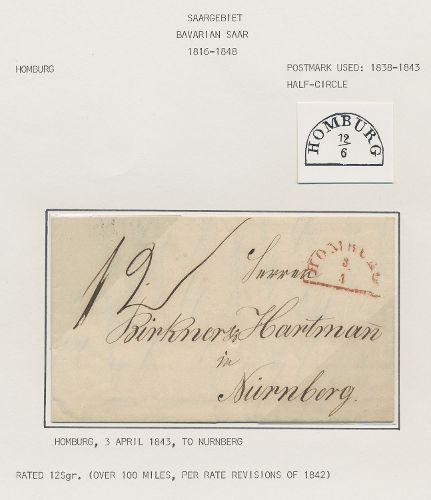 SAARGEBIET
BAVARIAN SAAR
1816-1848
HOMBURG
POSTMARK USED: 1838-1843
HALF-CIRCLE
HOMBURG
12
6
12
HOMBURG
3
4
Herren
Birkner & Hartman
in
Nürnberg.
HOMBURG, 3 APRIL 1843, TO NURNBERG
RATED 12Sgr. (OVER 100 MILES, PER RATE REVISIONS OF 1842)